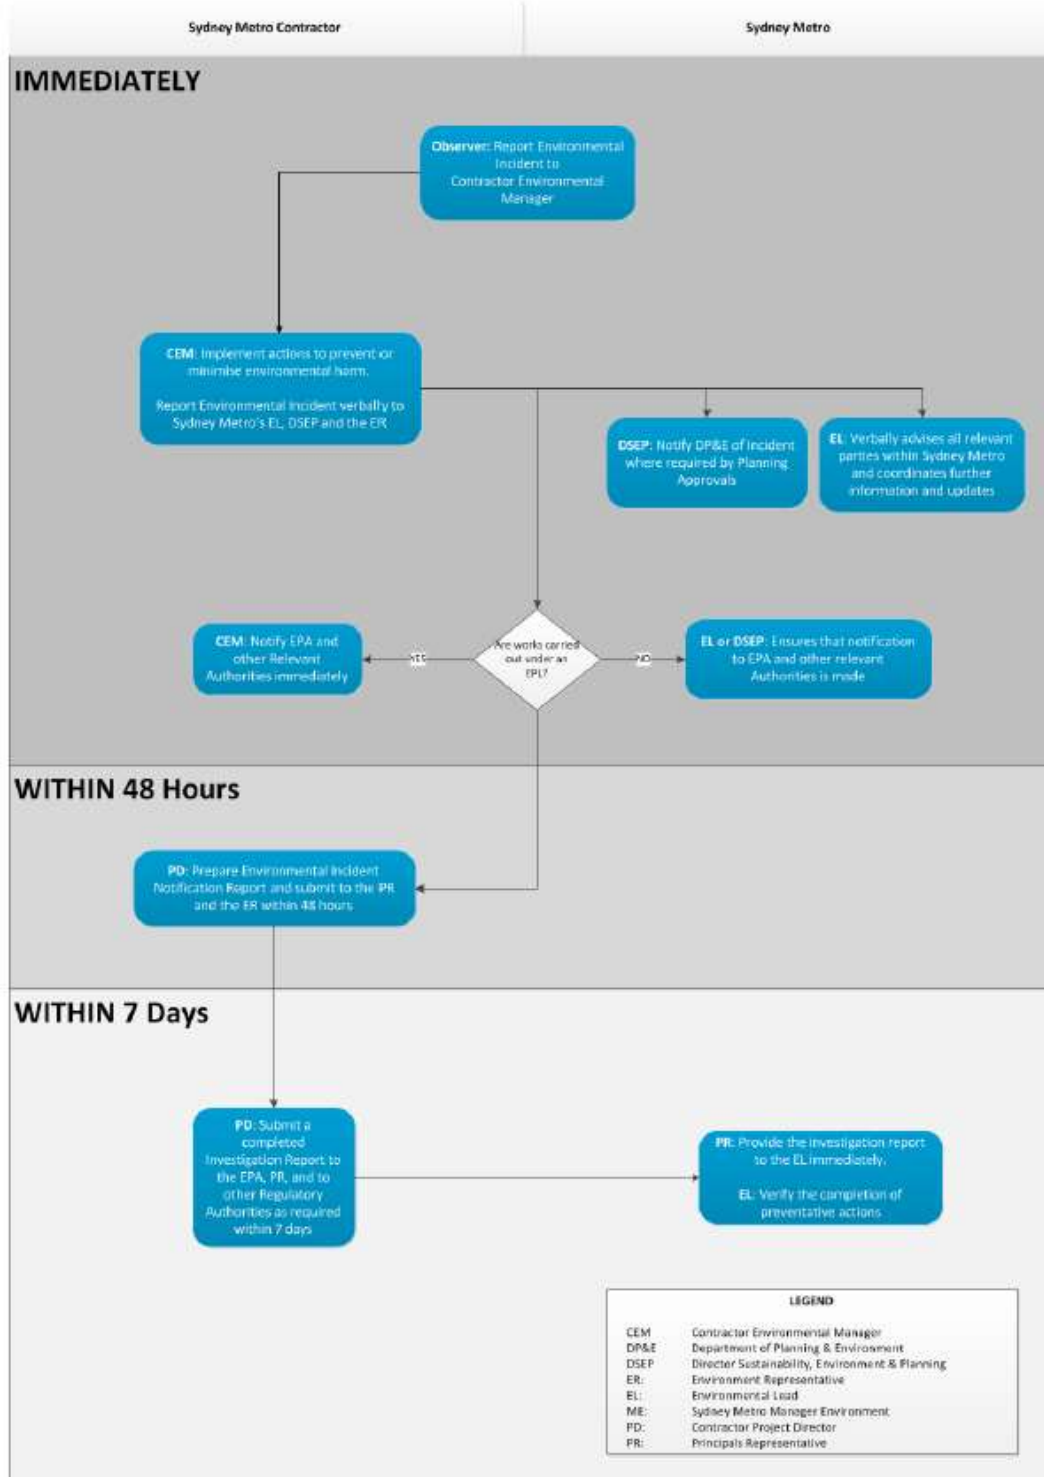 Sydney Metro Contractor
Sydney Metro
IMMEDIATELY
Observer: Report Environmental
Incident to
Contractor Environmental
Manager
CEM: Implement actions to prevent or
minimise environmental harm.
Report Environmental Incident verbally to
Sydney Metro's EL, DSEP and the ER
DSEP: Notify DP&E of Incident
where required by Planning
Approvals
EL: Verbally advises all relevant
parties within Sydney Metro
and coordinates further
information and updates
CEM: Notify EPA and
other Relevant
Authorities immediately
YES
Are works carried
out under an
EPL?
NO
EL or DSEP: Ensures that notification
to EPA and other relevant
Authorities is made
WITHIN 48 Hours
PD: Prepare Environmental Incident
Notification Report and submit to the PR
and the ER within 48 hours
WITHIN 7 Days
PD: Submit a
completed
Investigation Report to
the EPA, PR, and to
other Regulatory
Authorities as required
within 7 days
PR: Provide the investigation report
to the EL immediately.
EL: Verify the completion of
preventative actions
LEGEND
CEM Contractor Environmental Manager
DP&E Department of Planning & Environment
DSEP Director Sustainability, Environment & Planning
ER: Environment Representative
EL: Environmental Lead
ME: Sydney Metro Manager Environment
PD: Contractor Project Director
PR: Principals Representative